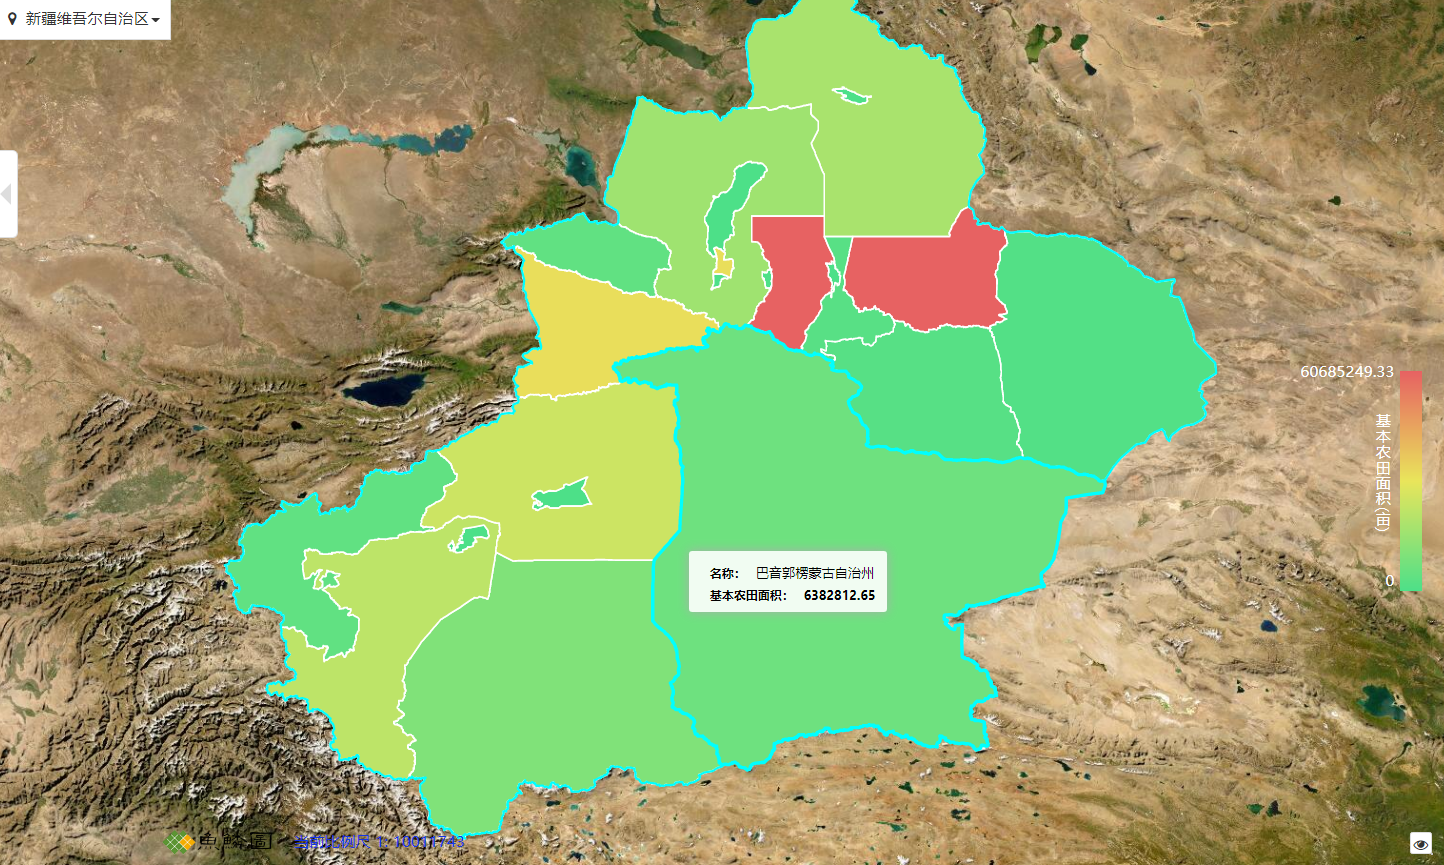 新疆维吾尔自治区
60685249.33
基本农田面积(亩)
0
名称： 巴音郭楞蒙古自治州
基本农田面积： 6382812.65
当前比例尺 1: 10011743